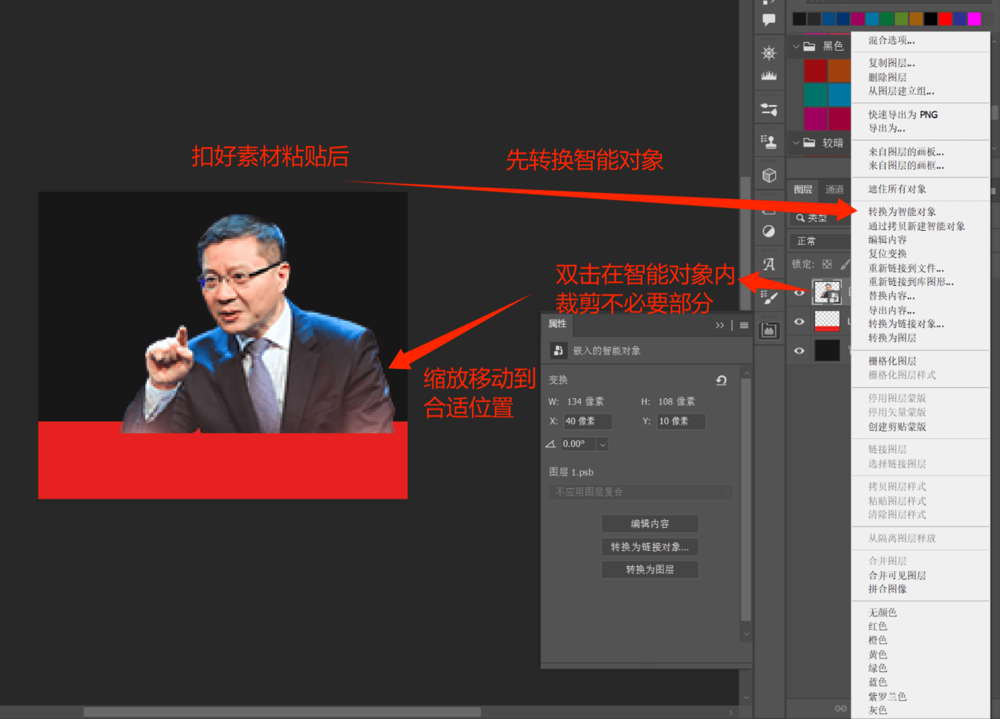 扣好素材粘贴后
先转换智能对象
双击在智能对象内
裁剪不必要部分
缩放移动到
合适位置
属性
嵌入的智能对象
变换
W: 134 像素
H: 108 像素
X: 40 像素
Y: 10 像素
0.00°
图层 1.psb
不应用图层复合
编辑内容
转换为链接对象...
转换为图层
黑色
较暗
图层
通道
类型
正常
锁定:
混合选项...
复制图层...
删除图层
从图层建立组...
快速导出为 PNG
导出为...
来自图层的画板...
来自图层的画框...
遮住所有对象
转换为智能对象
通过拷贝新建智能对象
编辑内容
复位变换
重新链接到文件...
重新链接到库图形...
替换内容...
导出内容...
转换为链接对象...
转换为图层
栅格化图层
栅格化图层样式
停用图层蒙版
停用矢量蒙版
创建剪贴蒙版
链接图层
选择链接图层
拷贝图层样式
粘贴图层样式
清除图层样式
从隔离图层释放
合并图层
合并可见图层
拼合图像
无颜色
红色
橙色
黄色
绿色
蓝色
紫罗兰色
灰色